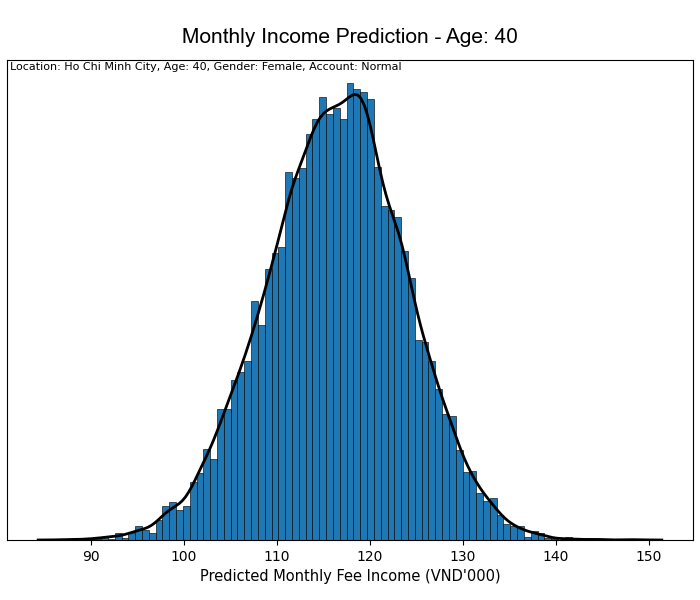 Monthly Income Prediction - Age: 40
Location: Ho Chi Minh City, Age: 40, Gender: Female, Account: Normal
90 100 110 120 130 140 150
Predicted Monthly Fee Income (VND'000)